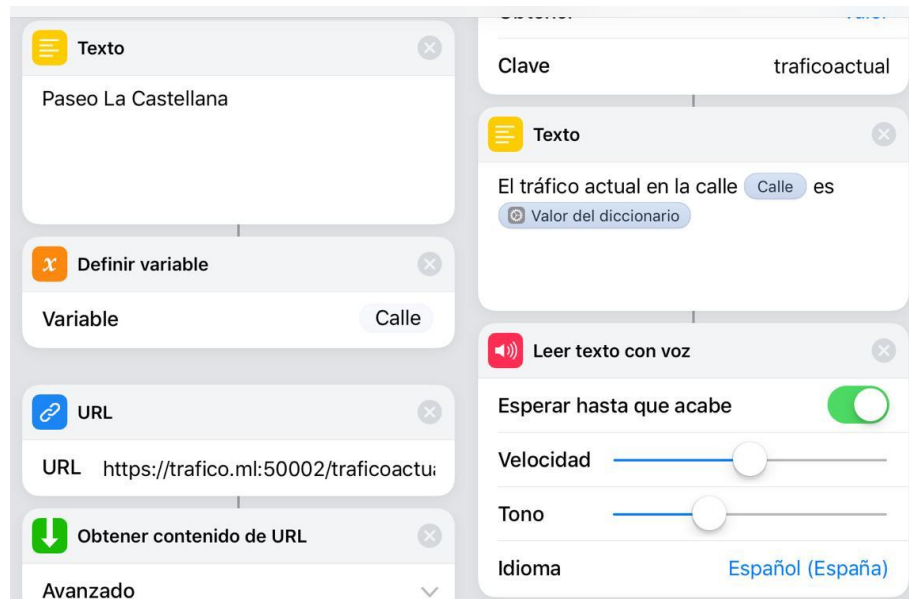 Texto
Paseo La Castellana
Definir variable
Variable Calle
URL
URL https://trafico.ml:50002/traficoactu
Obtener contenido de URL
Avanzado
Clave traficoactual
Texto
El tráfico actual en la calle Calle es
Valor del diccionario
Leer texto con voz
Esperar hasta que acabe
Velocidad
Tono
Idioma Español (España)